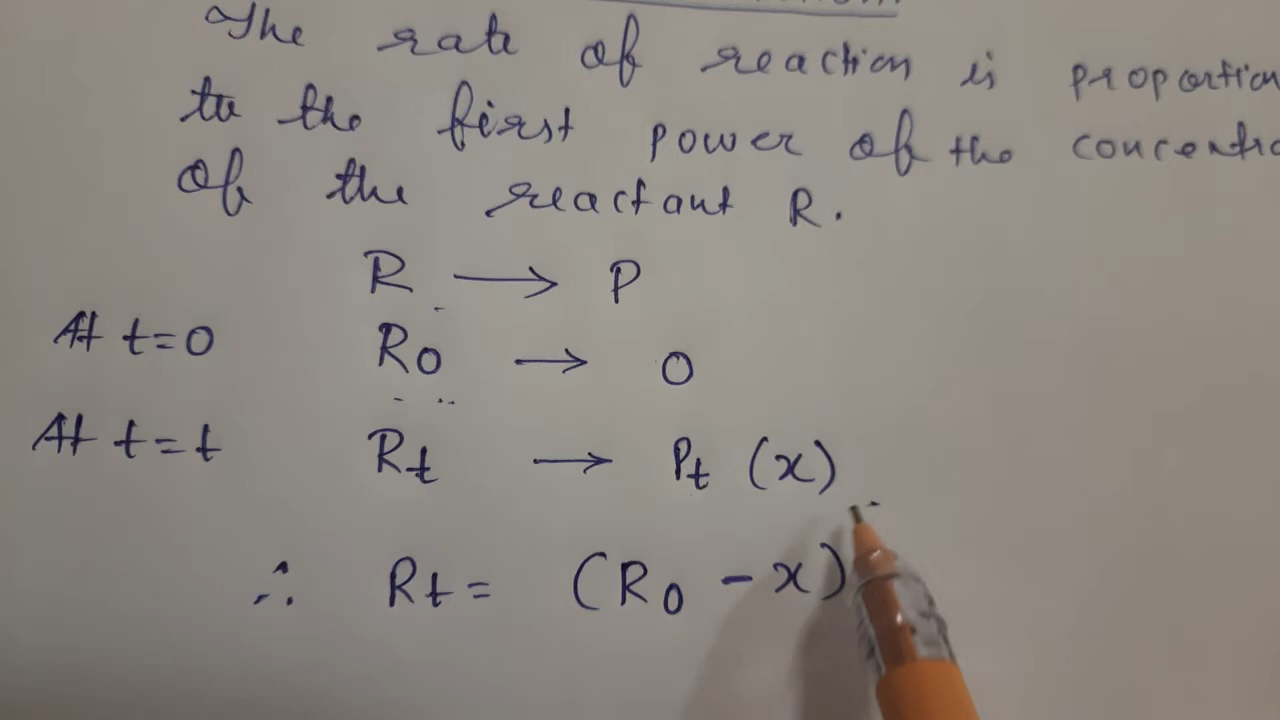 The rate of reaction is proportion
to the first power of the concentra
of the reactant R.
R → P
At t=0 R0 → 0
At t=t Rt → Pt (x)
∴ Rt = (R0 - x)